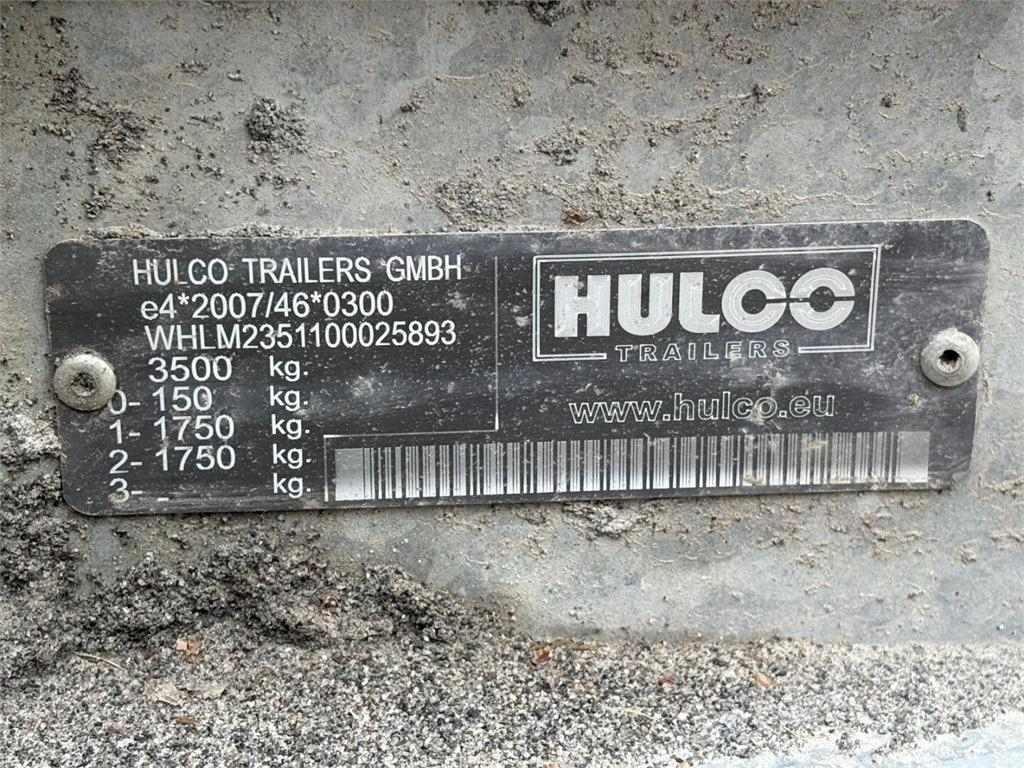 HULCO TRAILERS GMBH
e4*2007/46*0300
WHLM2351100025893
3500 kg.
0- 150 kg.
1- 1750 kg.
2- 1750 kg.
3- - kg.
HULCO
TRAILERS
www.hulco.eu